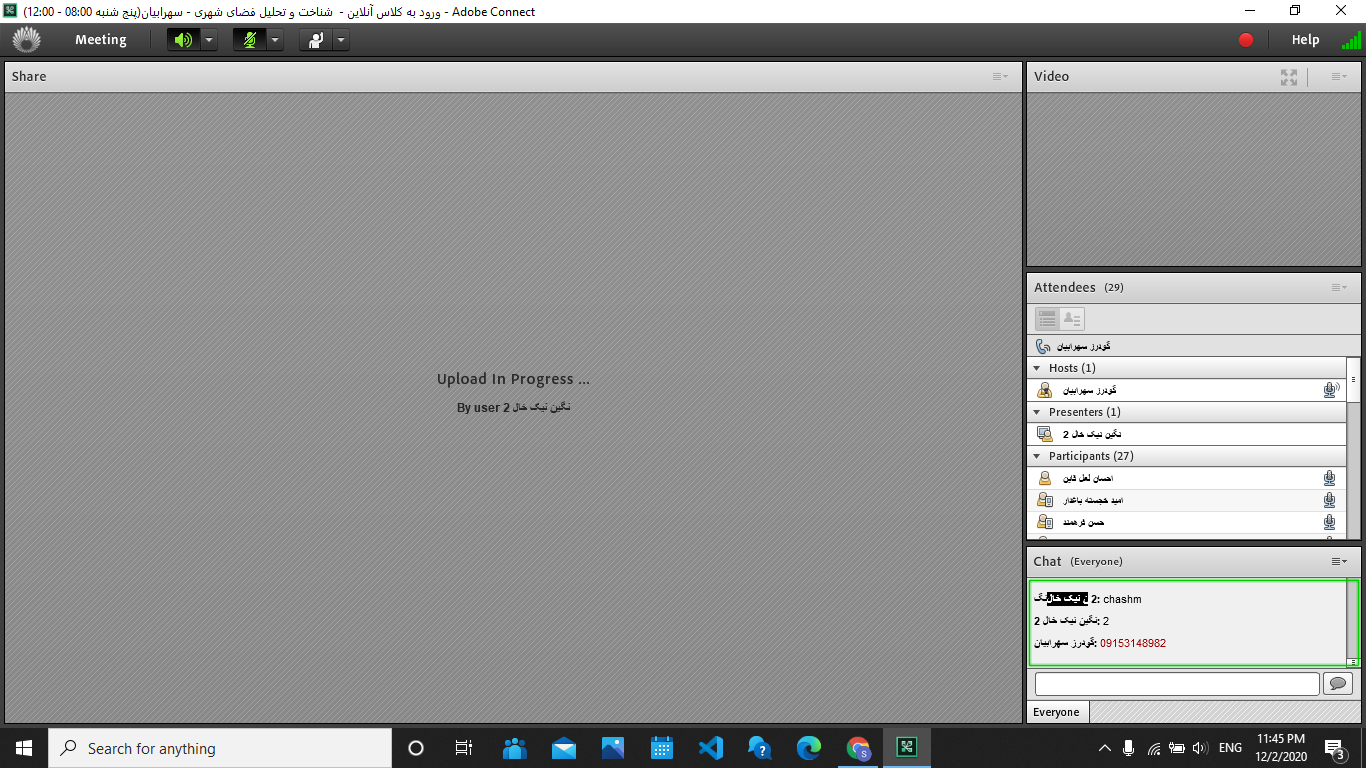 ورود به کلاس آنلاین - شناخت و تحلیل فضای شهری - سهرابیان(پنج شنبه 08:00 - 12:00) - Adobe Connect
Meeting
Help
Share
Upload In Progress ...
By user نگین نیک خال 2
Video
Attendees (29)
گودرز سهرابیان
Hosts (1)
گودرز سهرابیان
Presenters (1)
نگین نیک خال 2
Participants (27)
احسان لعل قاین
امید خجسته باغدار
حسن فرهمند
Chat (Everyone)
نگین نیک خال 2: chashm
نگین نیک خال 2: 2
گودرز سهرابیان: 09153148982
Everyone
Search for anything
S
ENG
11:45 PM
12/2/2020
3